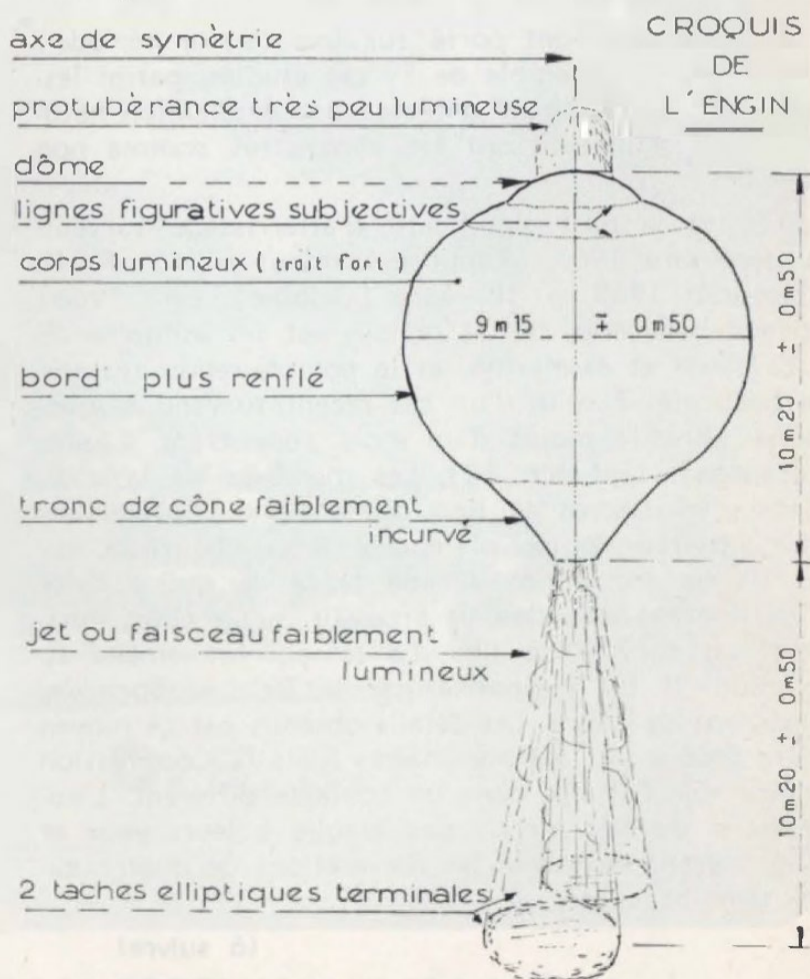 CROQUIS
DE
L'ENGIN
axe de symètrie
protubèrance très peu lumineuse
dôme
lignes figuratives subjectives
corps lumineux ( trait fort )
9 m 15 ∓ 0 m 50
bord plus renflé
tronc de cône faiblement
incurvé
jet ou faisceau faiblement
lumineux
2 taches elliptiques terminales
10 m 20 ± 0 m 50
10 m 20 ± 0 m 50